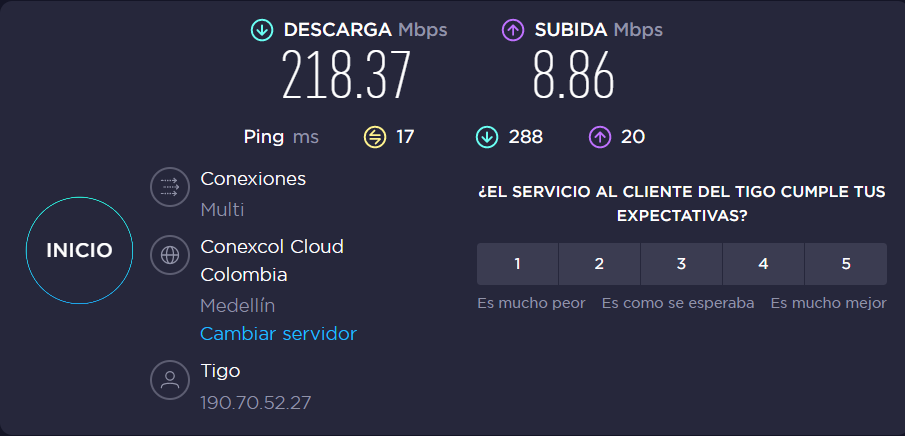 DESCARGA Mbps
218.37
SUBIDA Mbps
8.86
Ping ms 17 288 20
INICIO
Conexiones
Multi
Conexcol Cloud
Colombia
Medellín
Cambiar servidor
Tigo
190.70.52.27
¿EL SERVICIO AL CLIENTE DEL TIGO CUMPLE TUS
EXPECTATIVAS?
1 2 3 4 5
Es mucho peor Es como se esperaba Es mucho mejor